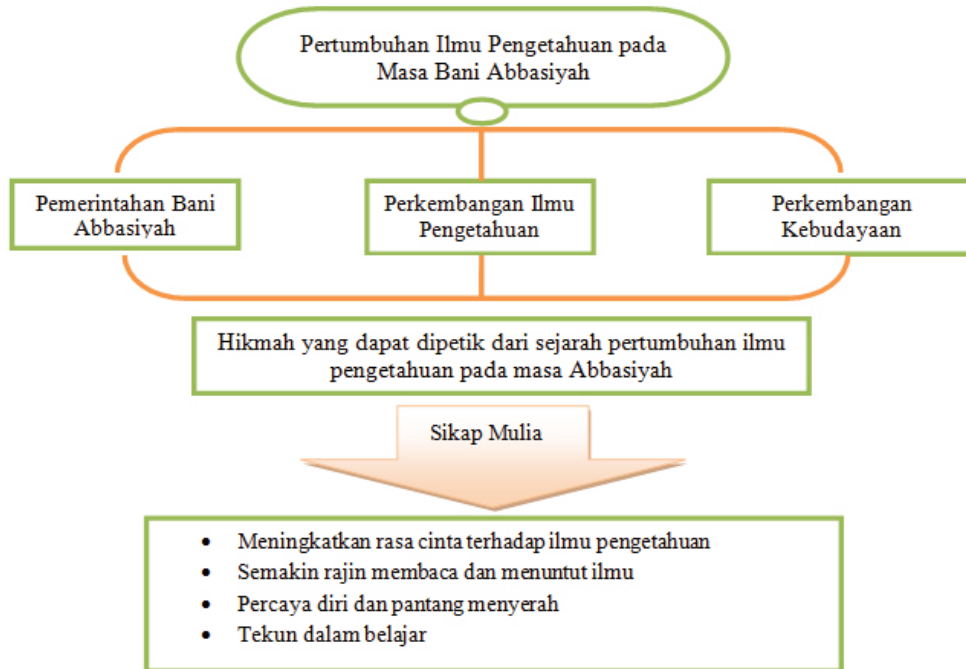 Pertumbuhan Ilmu Pengetahuan pada
Masa Bani Abbasiyah
Pemerintahan Bani
Abbasiyah
Perkembangan Ilmu
Pengetahuan
Perkembangan
Kebudayaan
Hikmah yang dapat dipetik dari sejarah pertumbuhan ilmu
pengetahuan pada masa Abbasiyah
Sikap Mulia
• Meningkatkan rasa cinta terhadap ilmu pengetahuan
• Semakin rajin membaca dan menuntut ilmu
• Percaya diri dan pantang menyerah
• Tekun dalam belajar